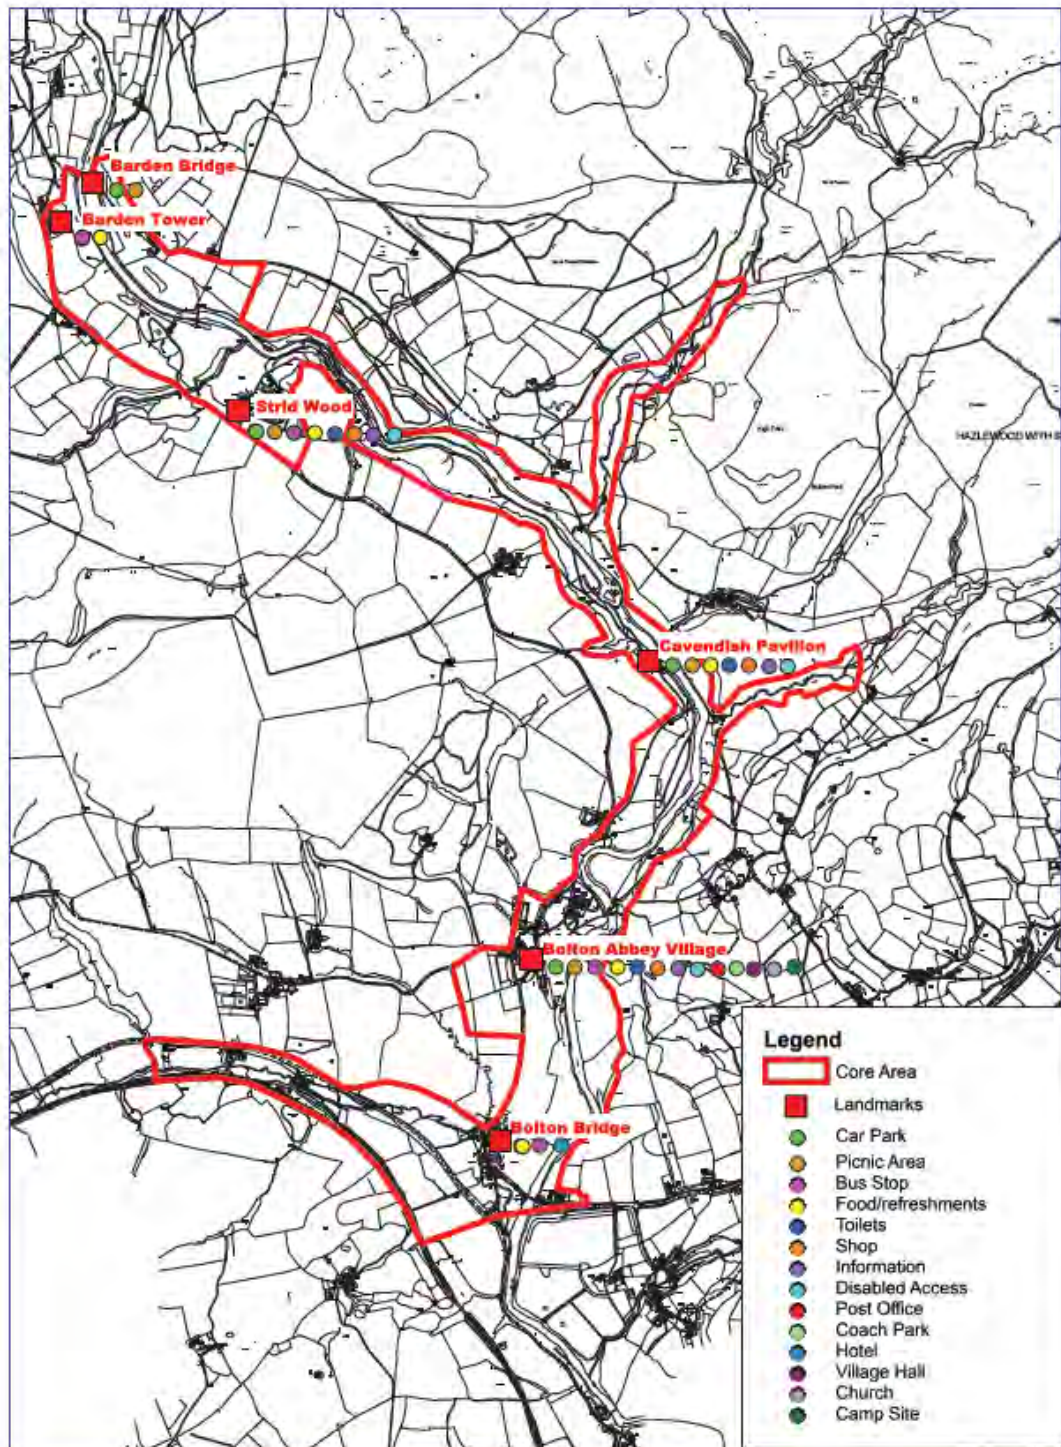 Barden Bridge
Barden Tower
Strid Wood
HAZLEWOOD WITH
Cavendish Pavilion
Bolton Abbey Village
Bolton Bridge
Legend
Core Area
Landmarks
Car Park
Picnic Area
Bus Stop
Food/refreshments
Toilets
Shop
Information
Disabled Access
Post Office
Coach Park
Hotel
Village Hall
Church
Camp Site